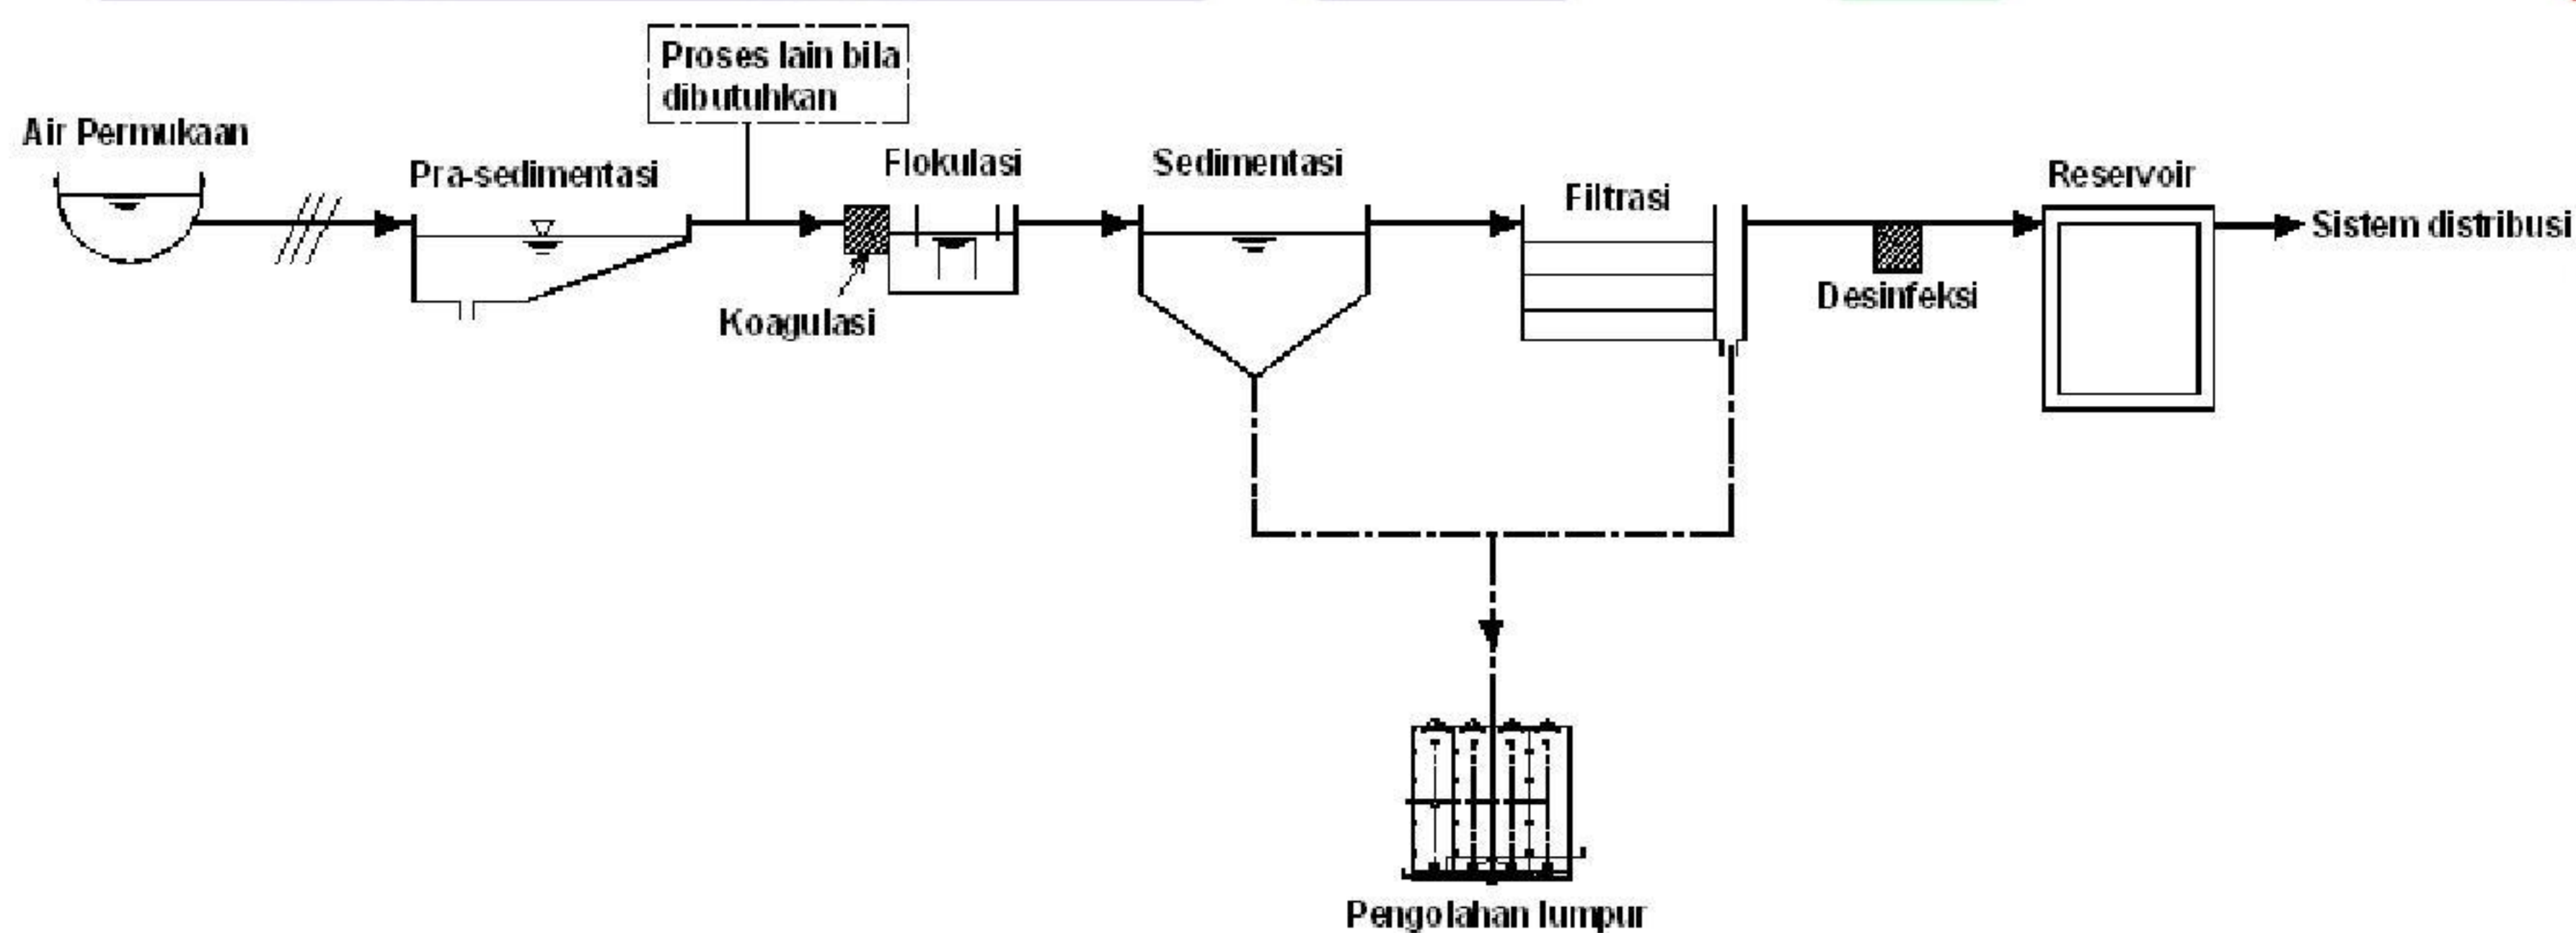 Proses lain bila
dibutuhkan
Air Permukaan
Pra-sedimentasi
Flokulasi
Sedimentasi
Filtrasi
Reservoir
Sistem distribusi
Koagulasi
Desinfeksi
Pengolahan lumpur